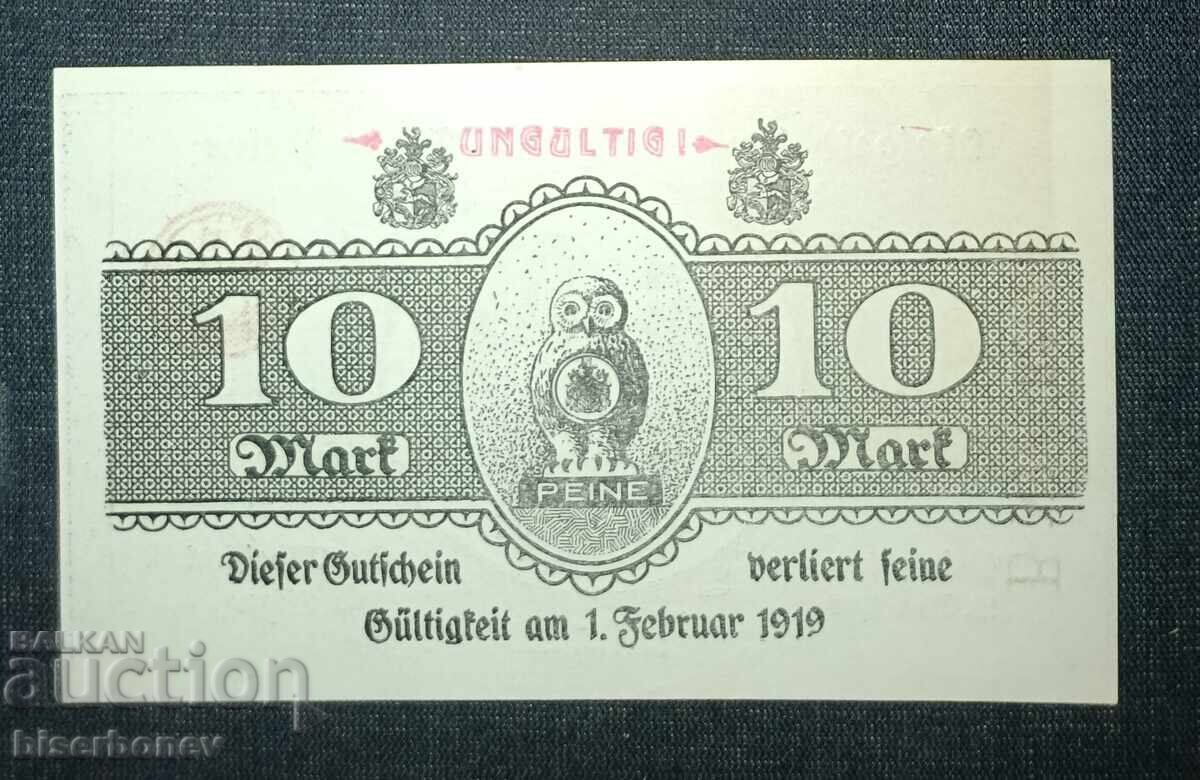 UNGÜLTIG!
10 10
Mark Mark
PEINE
Dieser Gutschein verliert seine
Gültigkeit am 1. Februar 1919
BALKAN
auction
biserbonev